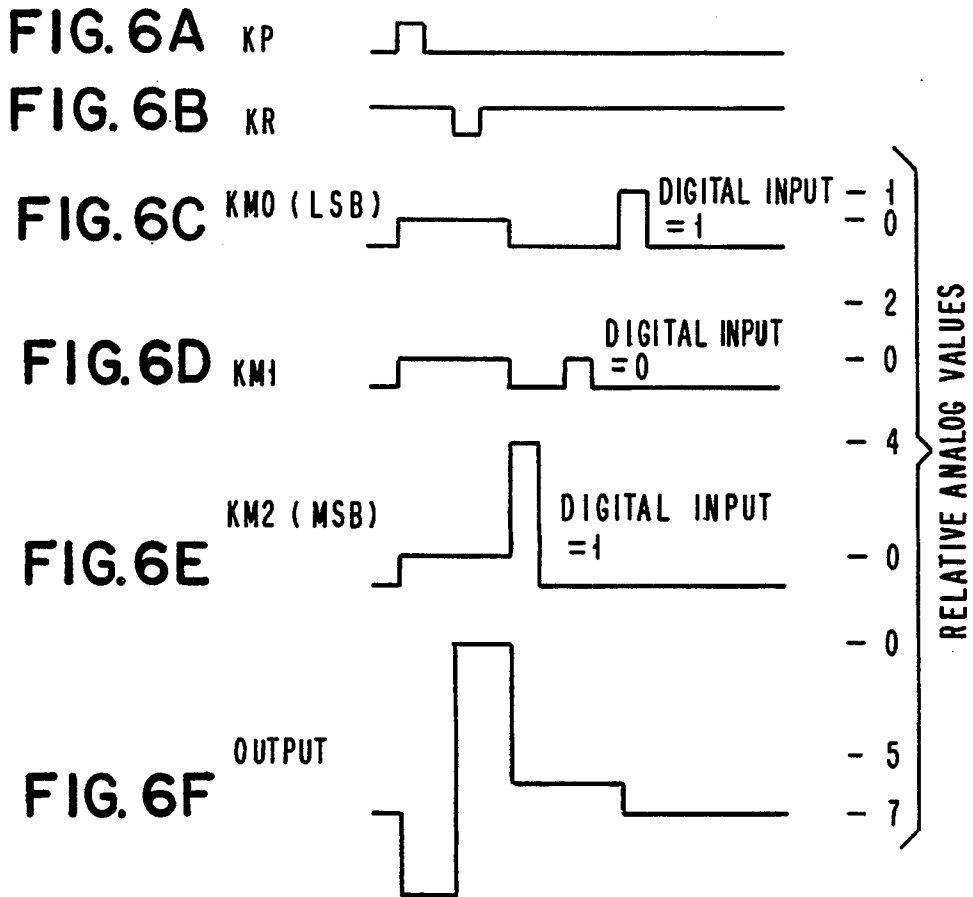 FIG. 6A KP
FIG. 6B KR
FIG. 6C KM0 (LSB) DIGITAL INPUT =1 - 1 - 0
- 2
FIG. 6D KM1 DIGITAL INPUT =0 - 0
- 4
FIG. 6E KM2 (MSB) DIGITAL INPUT =1 - 0
- 0
FIG. 6F OUTPUT - 5
- 7
RELATIVE ANALOG VALUES